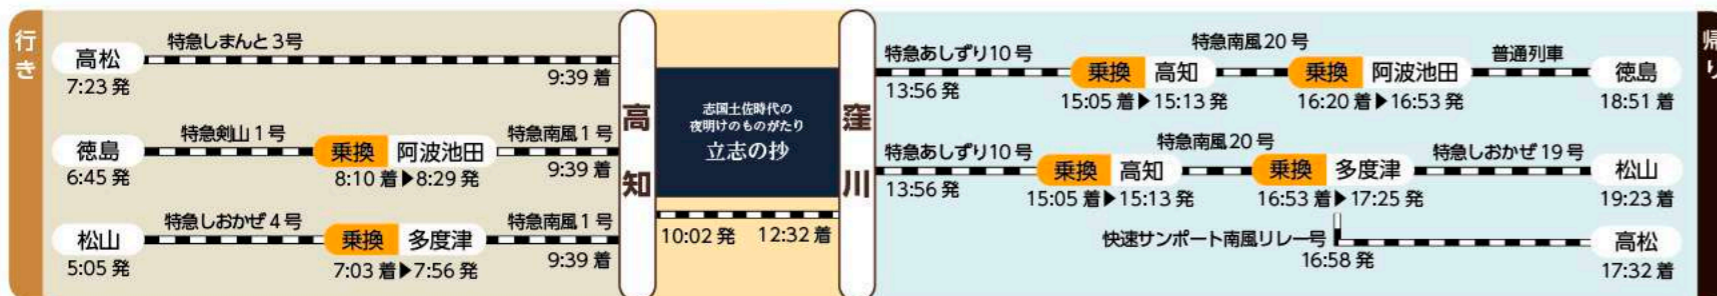 行き
高松
7:23 発
特急しまんと3号
9:39 着
徳島
6:45 発
特急剣山1号
乗換 阿波池田
8:10 着▶8:29 発
特急南風1号
9:39 着
松山
5:05 発
特急しおかぜ4号
乗換 多度津
7:03 着▶7:56 発
特急南風1号
9:39 着
高知
志国土佐時代の
夜明けのものがたり
立志の抄
10:02 発 12:32 着
窪川
特急あしずり10号
13:56 発
乗換 高知
15:05 着▶15:13 発
特急南風20号
乗換 阿波池田
16:20 着▶16:53 発
普通列車
徳島
18:51 着
特急あしずり10号
13:56 発
乗換 高知
15:05 着▶15:13 発
特急南風20号
乗換 多度津
16:53 着▶17:25 発
特急しおかぜ19号
松山
19:23 着
快速サンポート南風リレー号
16:58 発
高松
17:32 着
帰り